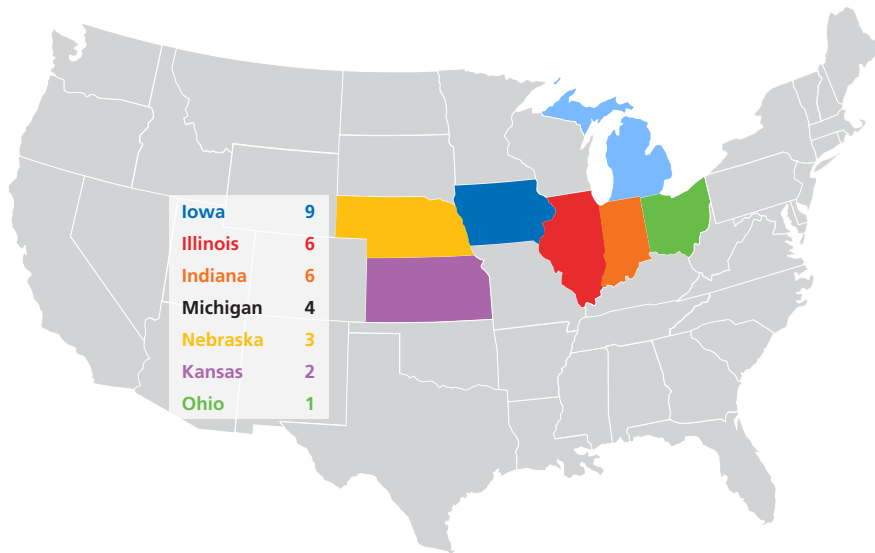 Iowa 9
Illinois 6
Indiana 6
Michigan 4
Nebraska 3
Kansas 2
Ohio 1